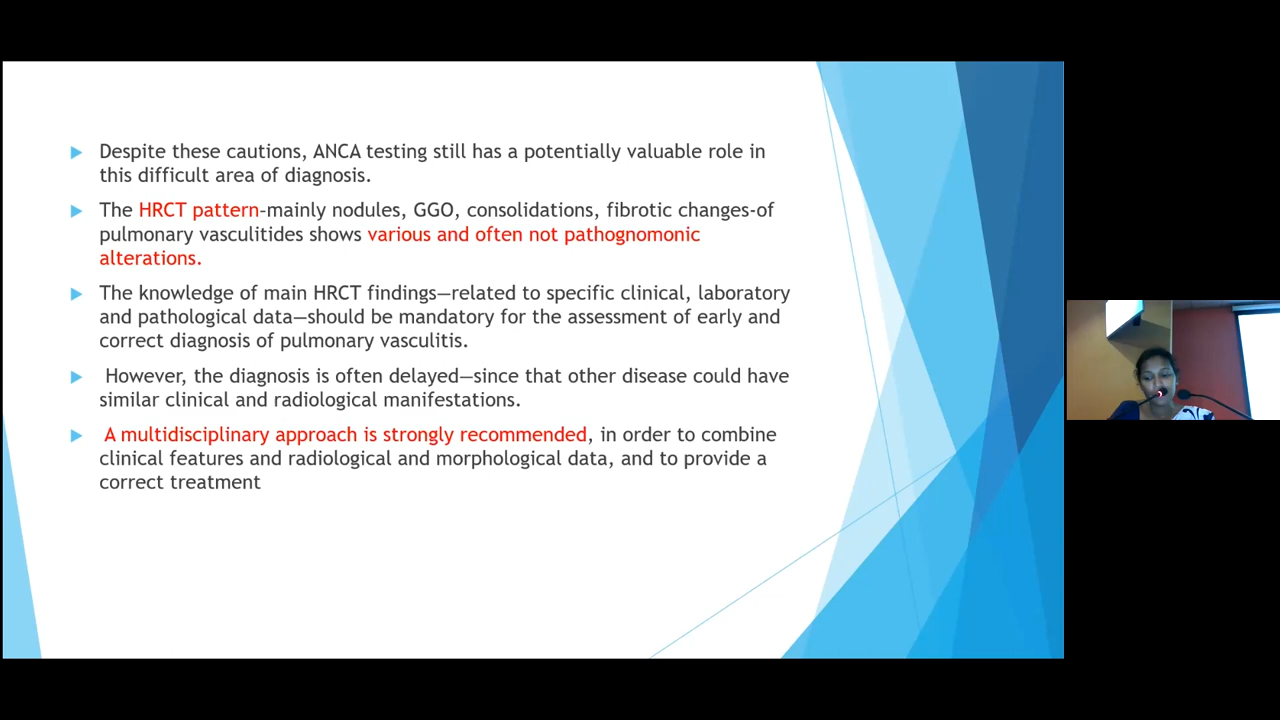 Despite these cautions, ANCA testing still has a potentially valuable role in
this difficult area of diagnosis.
The HRCT pattern-mainly nodules, GGO, consolidations, fibrotic changes-of
pulmonary vasculitides shows various and often not pathognomonic
alterations.
The knowledge of main HRCT findings—related to specific clinical, laboratory
and pathological data—should be mandatory for the assessment of early and
correct diagnosis of pulmonary vasculitis.
However, the diagnosis is often delayed—since that other disease could have
similar clinical and radiological manifestations.
A multidisciplinary approach is strongly recommended, in order to combine
clinical features and radiological and morphological data, and to provide a
correct treatment